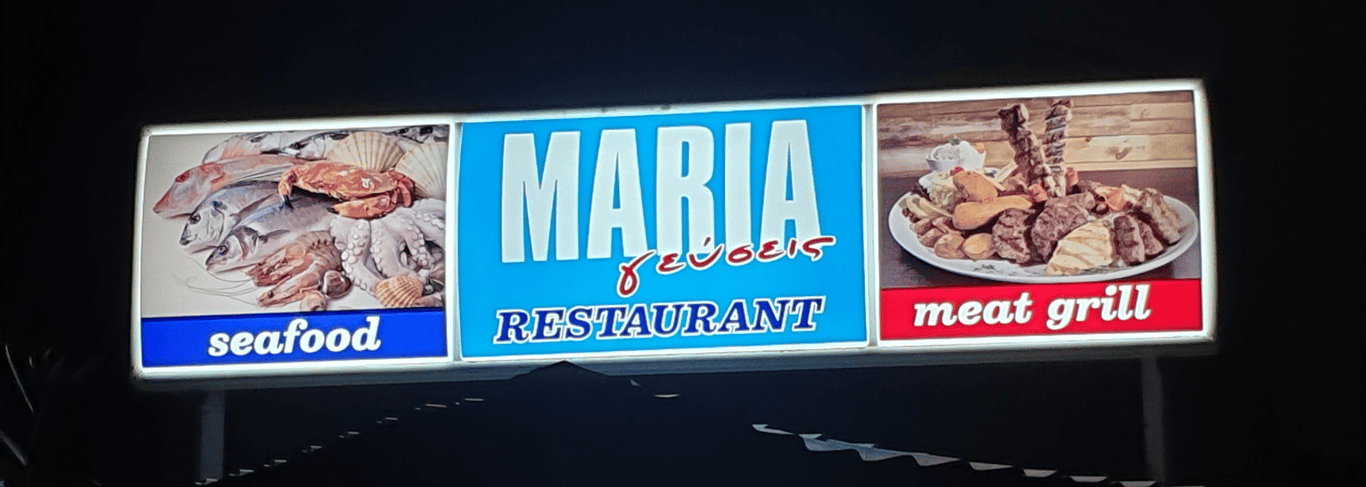 seafood
MARIA
γεύσεις
RESTAURANT
meat grill